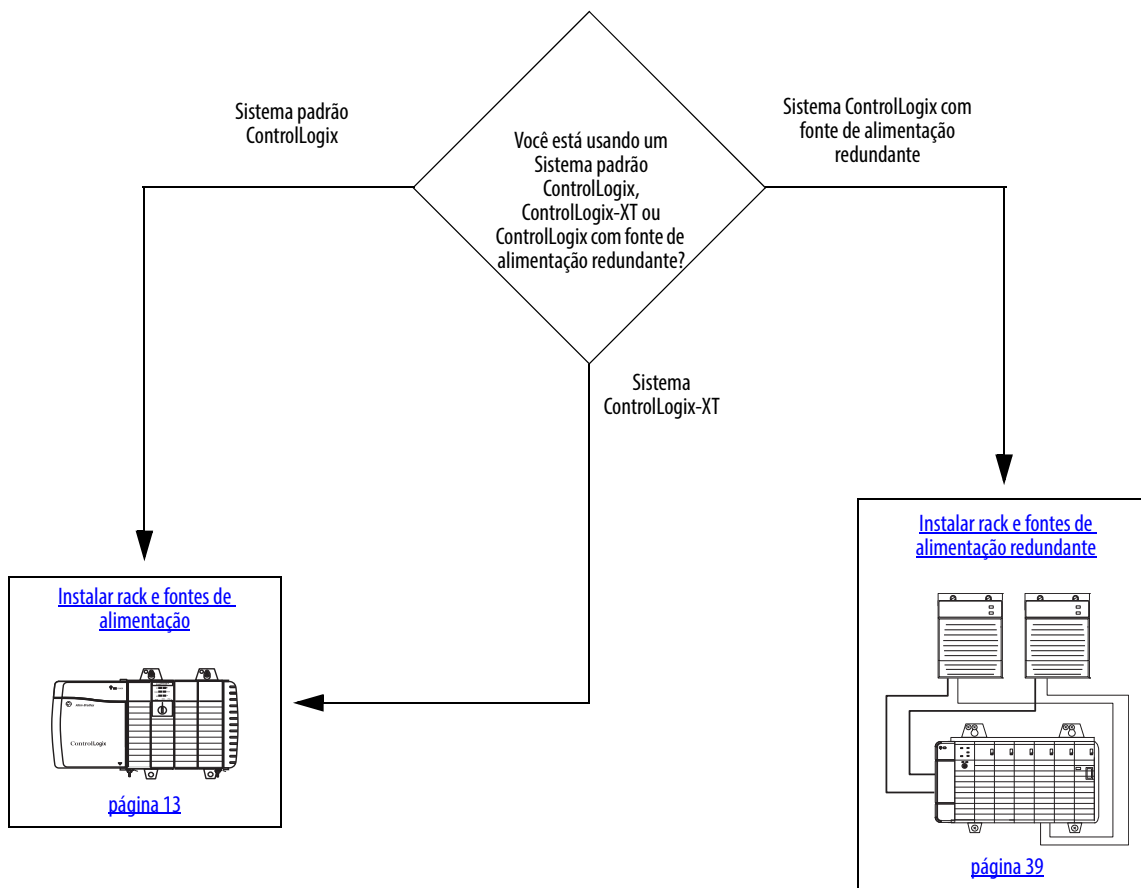 Sistema padrão
ControlLogix
Você está usando um
Sistema padrão
ControlLogix,
ControlLogix-XT ou
ControlLogix com fonte de
alimentação redundante?
Sistema ControlLogix com
fonte de alimentação
redundante
Sistema
ControlLogix-XT
Instalar rack e fontes de
alimentação
ControlLogix
página 13
Instalar rack e fontes de
alimentação redundante
página 39